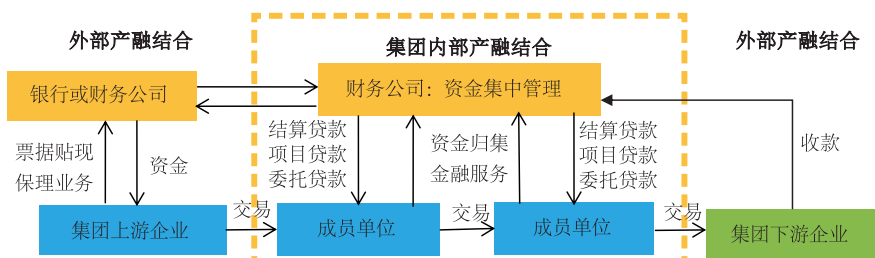 外部产融结合
集团内部产融结合
外部产融结合
银行或财务公司
财务公司：资金集中管理
票据贴现
保理业务
资金
结算贷款
项目贷款
委托贷款
资金归集
金融服务
结算贷款
项目贷款
委托贷款
收款
集团上游企业
交易
成员单位
交易
成员单位
交易
集团下游企业